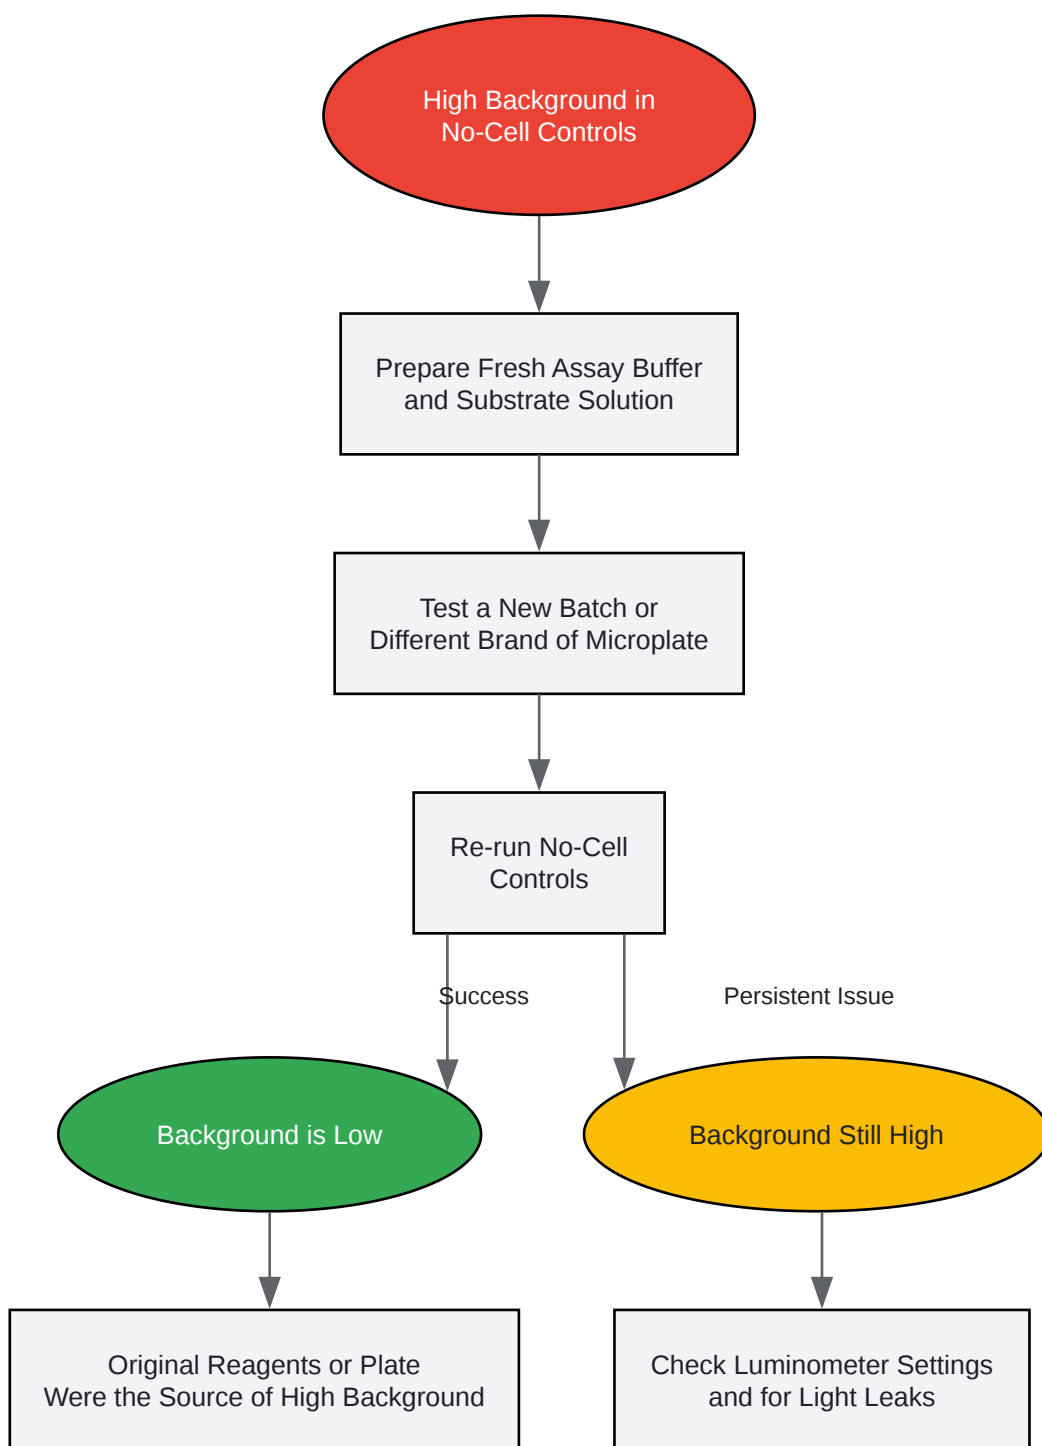 High Background in
No-Cell Controls
Prepare Fresh Assay Buffer
and Substrate Solution
Test a New Batch or
Different Brand of Microplate
Re-run No-Cell
Controls
Success
Persistent Issue
Background is Low
Background Still High
Original Reagents or Plate
Were the Source of High Background
Check Luminometer Settings
and for Light Leaks